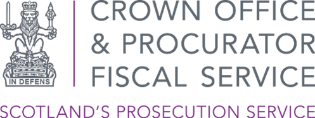 CROWN OFFICE
& PROCURATOR
FISCAL SERVICE
IN DEFENS
SCOTLAND'S PROSECUTION SERVICE